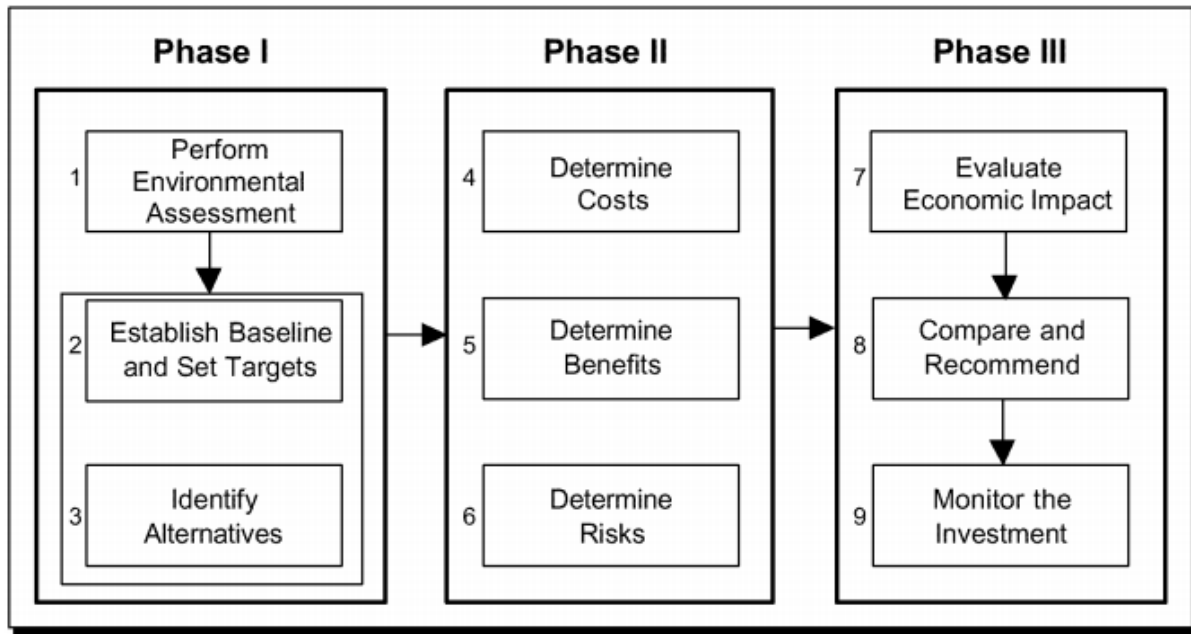 Phase I
1
Perform
Environmental
Assessment
2
Establish Baseline
and Set Targets
3
Identify
Alternatives
Phase II
4
Determine
Costs
5
Determine
Benefits
6
Determine
Risks
Phase III
7
Evaluate
Economic Impact
8
Compare and
Recommend
9
Monitor the
Investment